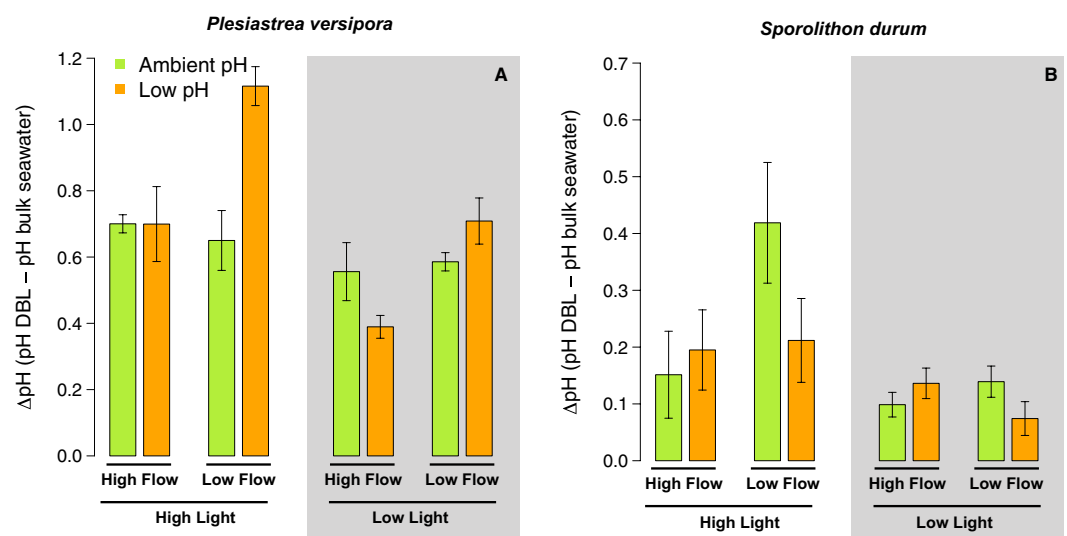 Plesiastrea versipora
Sporolithon durum
ΔpH (pH DBL – pH bulk seawater)
1.2
1.0
0.8
0.6
0.4
0.2
0.0
Ambient pH
Low pH
A
High Flow
Low Flow
High Flow
Low Flow
High Light
Low Light
ΔpH (pH DBL – pH bulk seawater)
0.7
0.6
0.5
0.4
0.3
0.2
0.1
0.0
B
High Flow
Low Flow
High Flow
Low Flow
High Light
Low Light